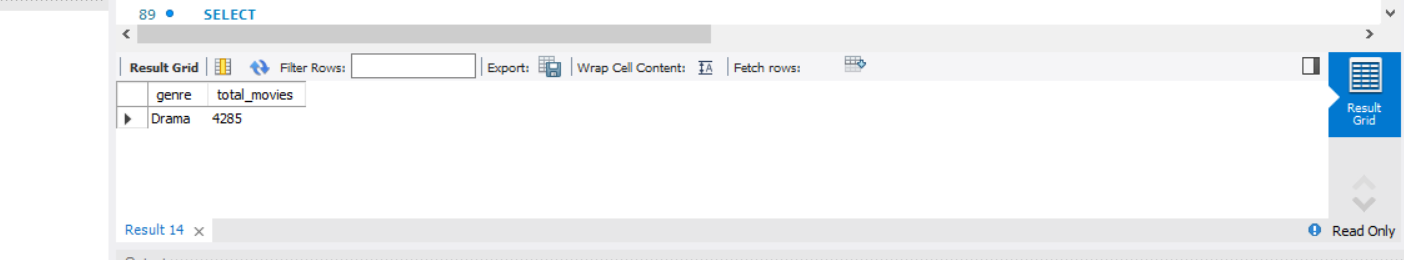 89 SELECT
Result Grid Filter Rows: Export: Wrap Cell Content: Fetch rows:
genre total_movies
Drama 4285
Result Grid
Result 14 Read Only